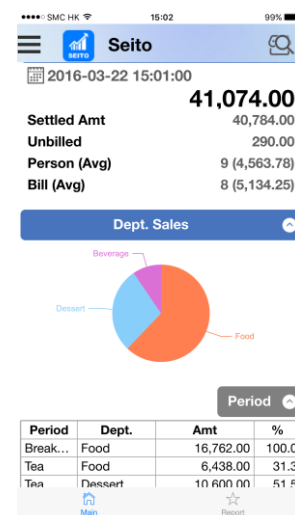 SMC HK 15:02 99%
SEITO Seito
2016-03-22 15:01:00
41,074.00
Settled Amt 40,784.00
Unbilled 290.00
Person (Avg) 9 (4,563.78)
Bill (Avg) 8 (5,134.25)
Dept. Sales
Beverage
Dessert
Food
Period
Period Dept. Amt %
Break... Food 16,762.00 100.0
Tea Food 6,438.00 31.3
Tea Dessert 10,600.00 51.5
Main Report